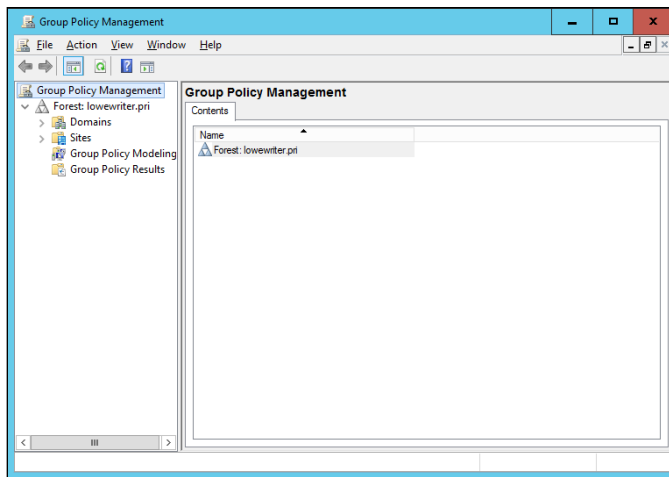 Group Policy Management
File Action View Window Help
Group Policy Management
Forest: lowewriter.pri
Domains
Sites
Group Policy Modeling
Group Policy Results
Group Policy Management
Contents
Name
Forest: lowewriter.pri